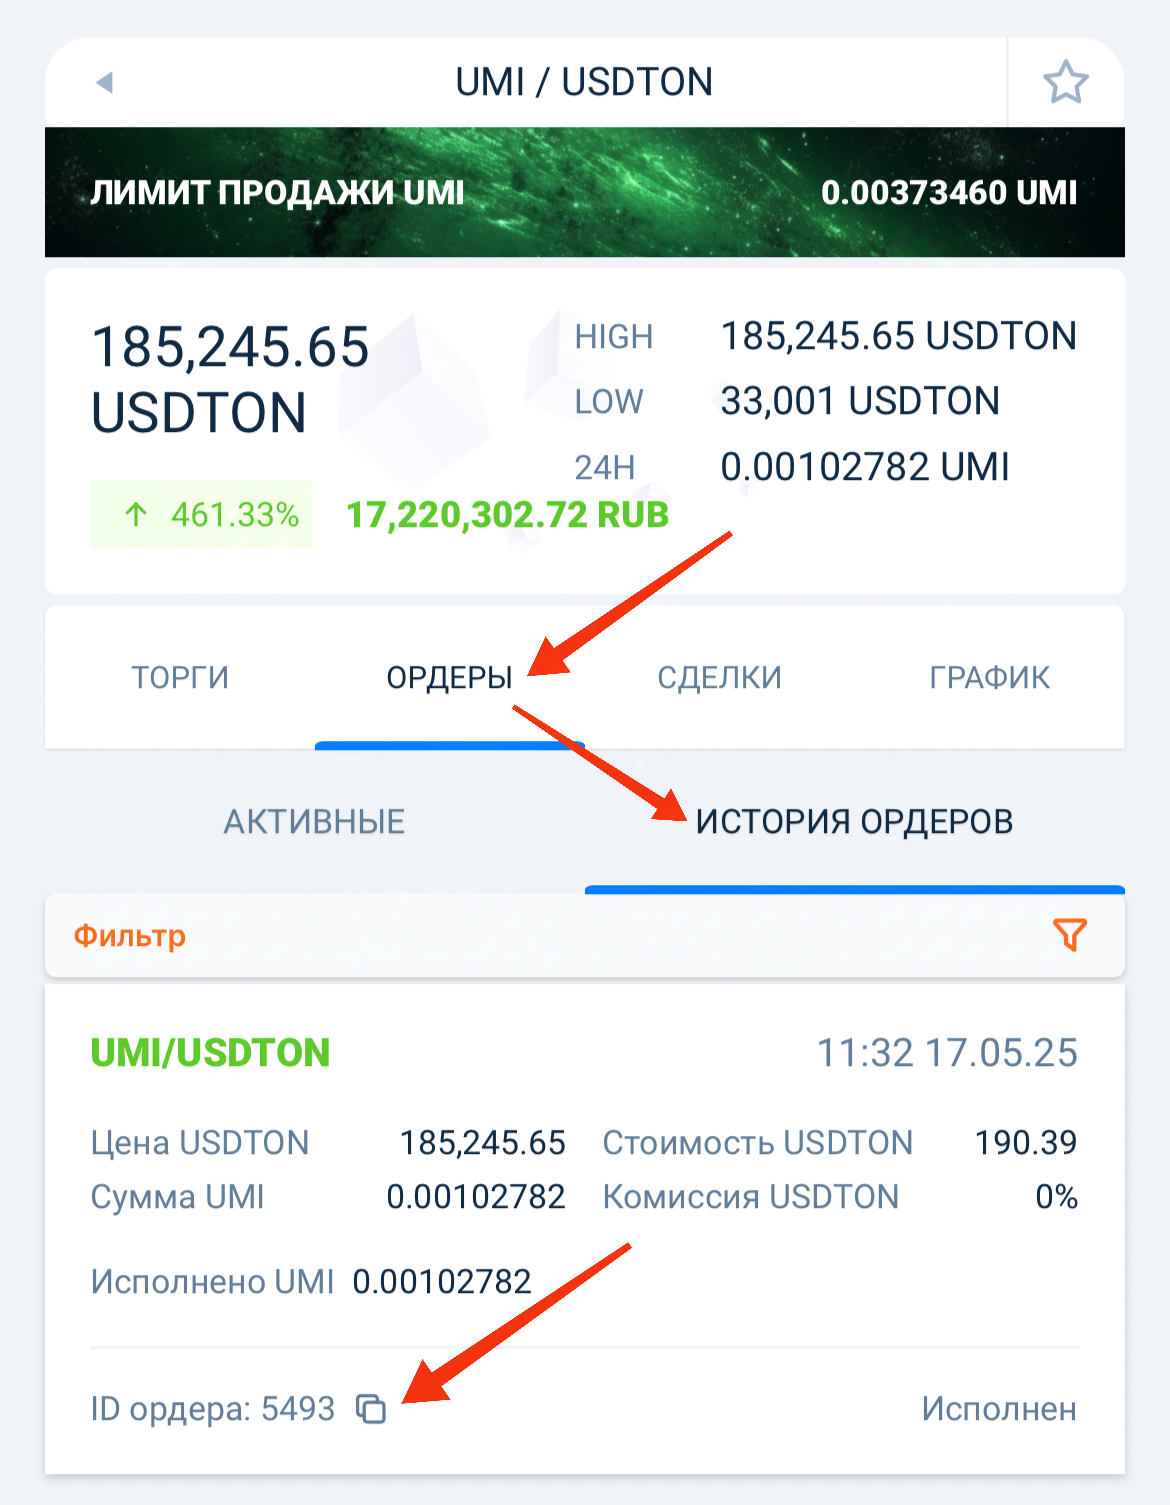 UMI / USDTON
ЛИМИТ ПРОДАЖИ UMI 0.00373460 UMI
185,245.65
USDTON
HIGH 185,245.65 USDTON
LOW 33,001 USDTON
24H 0.00102782 UMI
↑ 461.33% 17,220,302.72 RUB
ТОРГИ ОРДЕРЫ СДЕЛКИ ГРАФИК
АКТИВНЫЕ ИСТОРИЯ ОРДЕРОВ
Фильтр
UMI/USDTON 11:32 17.05.25
Цена USDTON 185,245.65 Стоимость USDTON 190.39
Сумма UMI 0.00102782 Комиссия USDTON 0%
Исполнено UMI 0.00102782
ID ордера: 5493 Исполнен